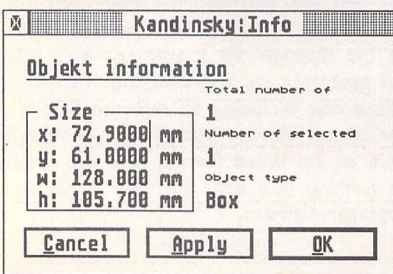 Kandinsky:Info
Objekt information
Total number of
1
Size
x: 72.9000 mm
y: 61.0000 mm
w: 128.000 mm
h: 105.700 mm
Number of selected
1
Object type
Box
Cancel
Apply
OK